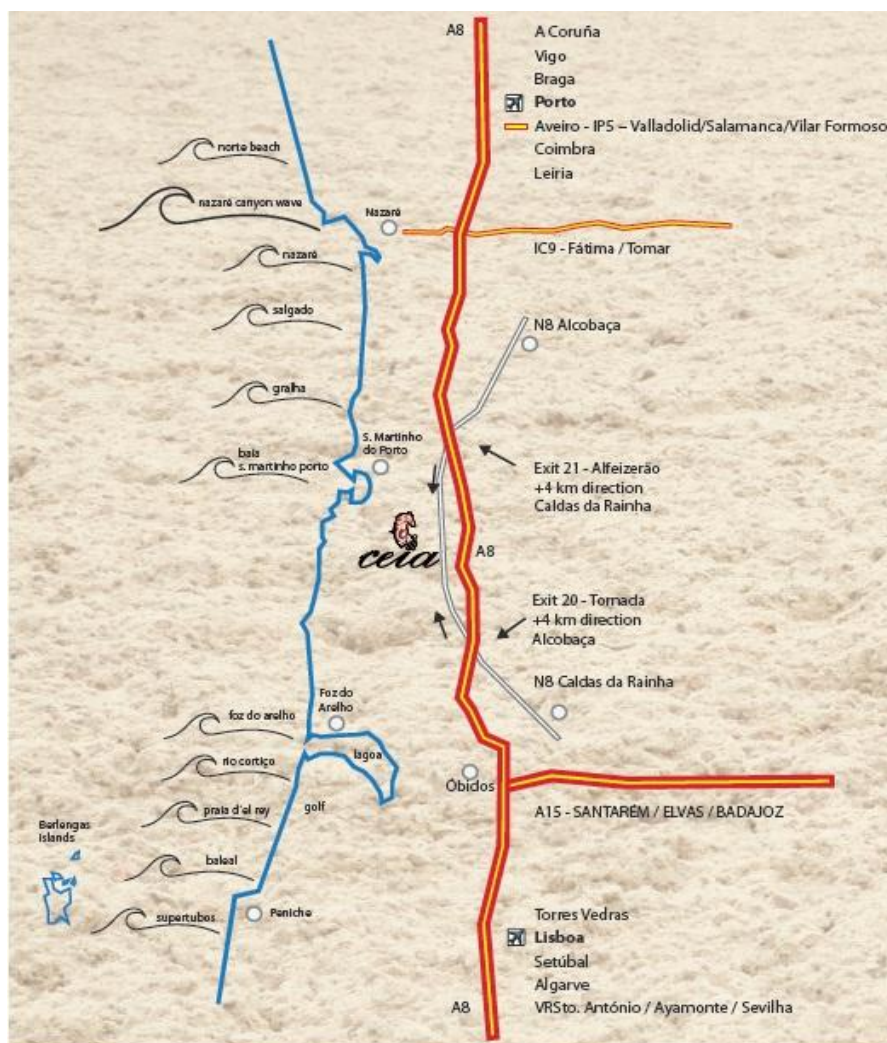 A8
A Coruña
Vigo
Braga
Porto
Aveiro - IP5 – Valladolid/Salamanca/Vilar Formoso
Coimbra
Leiria
norte beach
nazaré canyon wave
Nazaré
IC9 - Fátima / Tomar
nazaré
salgado
N8 Alcobaça
gralha
S. Martinho
do Porto
baia
s. martinho porto
Exit 21 - Alfeizerão
+4 km direction
Caldas da Rainha
ceia
A8
Exit 20 - Tornada
+4 km direction
Alcobaça
N8 Caldas da Rainha
Foz do
Arelho
foz do arelho
lagoa
rio cortiço
Óbidos
golf
praia d'el rey
A15 - SANTARÉM / ELVAS / BADAJOZ
Berlengas
islands
baleal
supertubos
Peniche
Torres Vedras
Lisboa
Setúbal
Algarve
A8
VRSto. António / Ayamonte / Sevilha